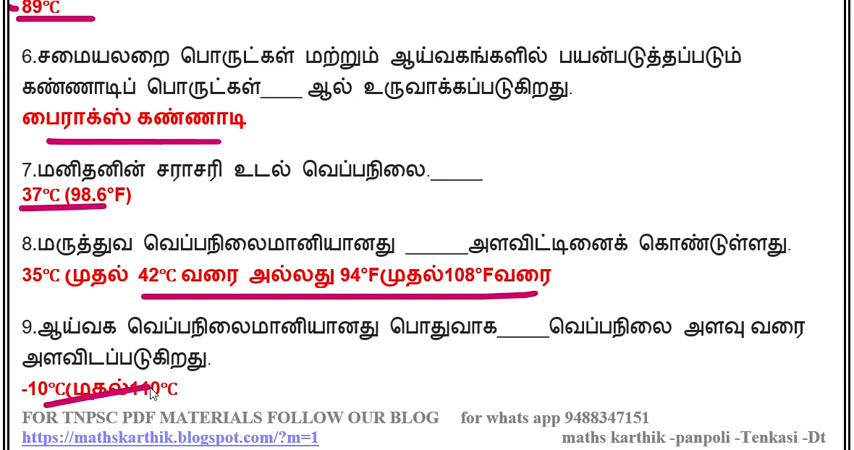 89℃
6.சமையலறை பொருட்கள் மற்றும் ஆய்வகங்களில் பயன்படுத்தப்படும்
கண்ணாடிப் பொருட்கள்____ ஆல் உருவாக்கப்படுகிறது.
பைராக்ஸ் கண்ணாடி
7.மனிதனின் சராசரி உடல் வெப்பநிலை._____
37℃ (98.6°F)
8.மருத்துவ வெப்பநிலைமானியானது ______அளவிட்டினைக் கொண்டுள்ளது.
35℃ முதல் 42℃ வரை அல்லது 94°Fமுதல்108°Fவரை
9.ஆய்வக வெப்பநிலைமானியானது பொதுவாக_____வெப்பநிலை அளவு வரை
அளவிடப்படுகிறது.
-10℃(முதல்110℃
FOR TNPSC PDF MATERIALS FOLLOW OUR BLOG for whats app 9488347151
https://mathskarthik.blogspot.com/?m=1 maths karthik -panpoli -Tenkasi -Dt